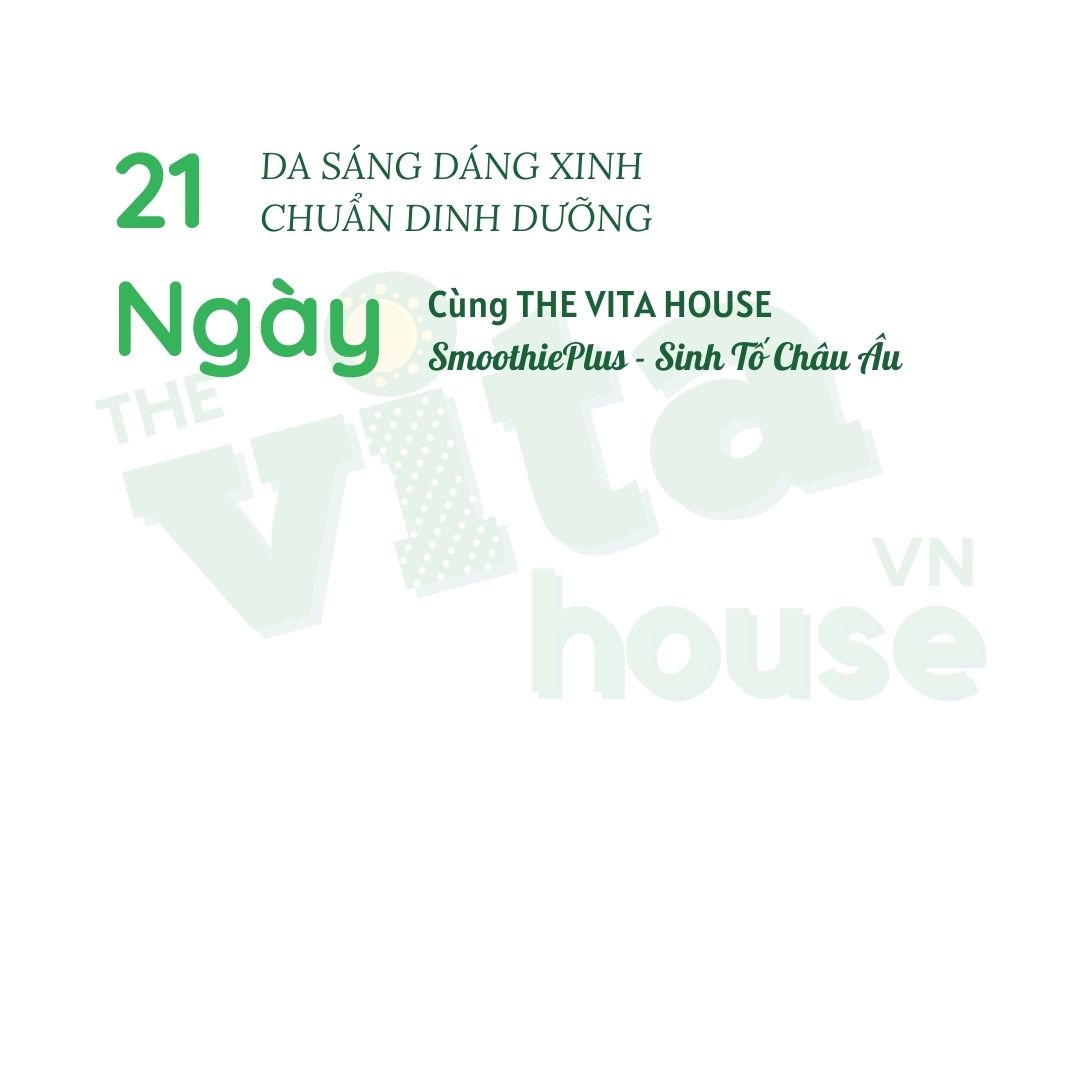 21
DA SÁNG DÁNG XINH
CHUẨN DINH DƯỠNG
Ngày
Cùng THE VITA HOUSE
SmoothiePlus - Sinh Tố Châu Âu
THE
vita
VN
house